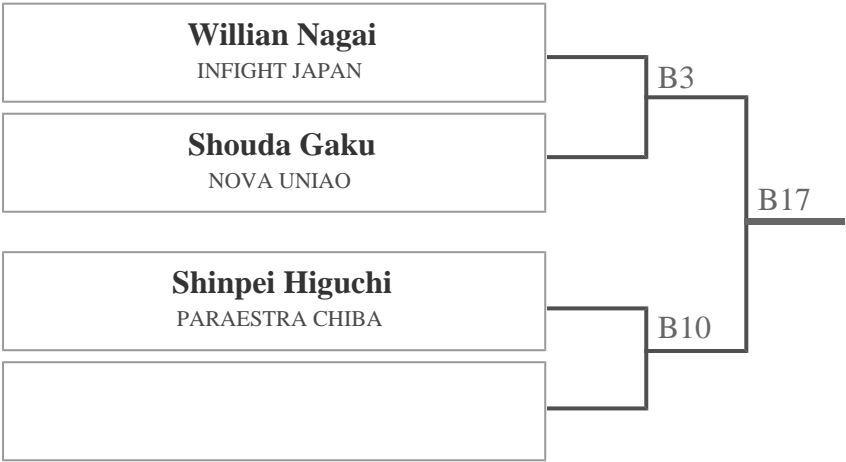 Willian Nagai
INFIGHT JAPAN
B3
Shouda Gaku
NOVA UNIAO
B17
Shinpei Higuchi
PARAESTRA CHIBA
B10